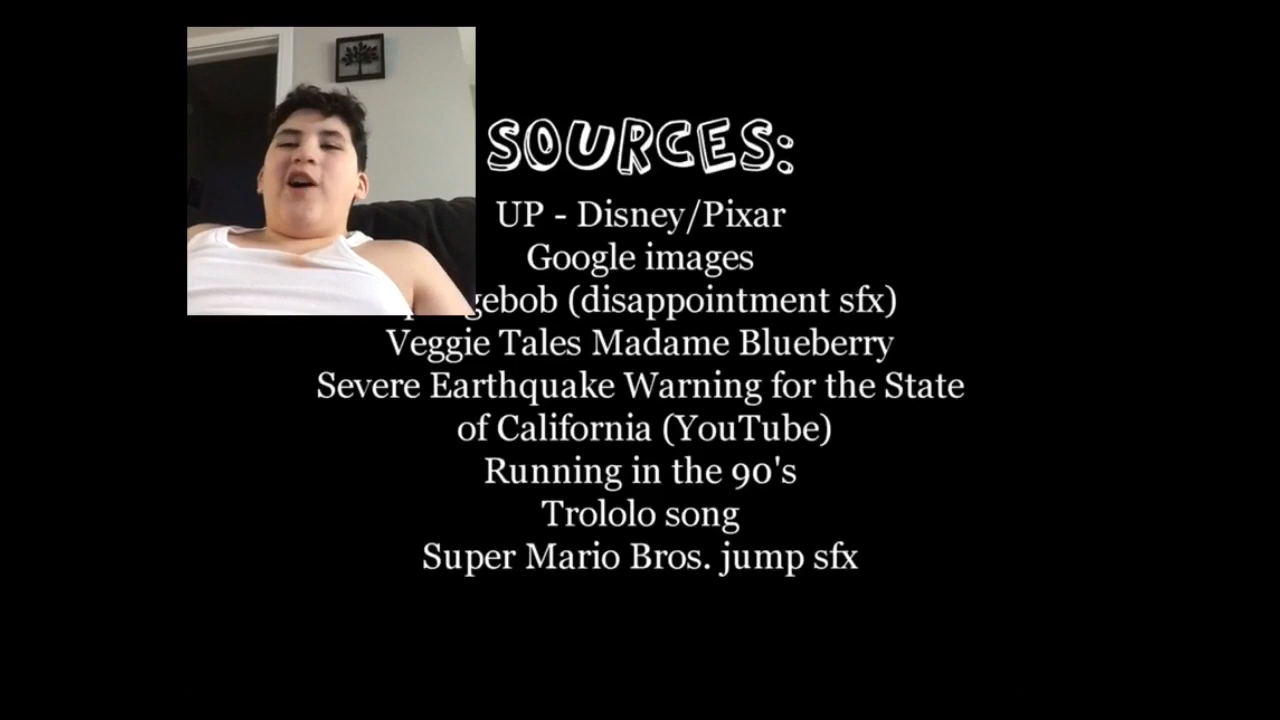 SOURCES:
UP - Disney/Pixar
Google images
(disappointment sfx)
Veggie Tales Madame Blueberry
Severe Earthquake Warning for the State
of California (YouTube)
Running in the 90's
Trololo song
Super Mario Bros. jump sfx